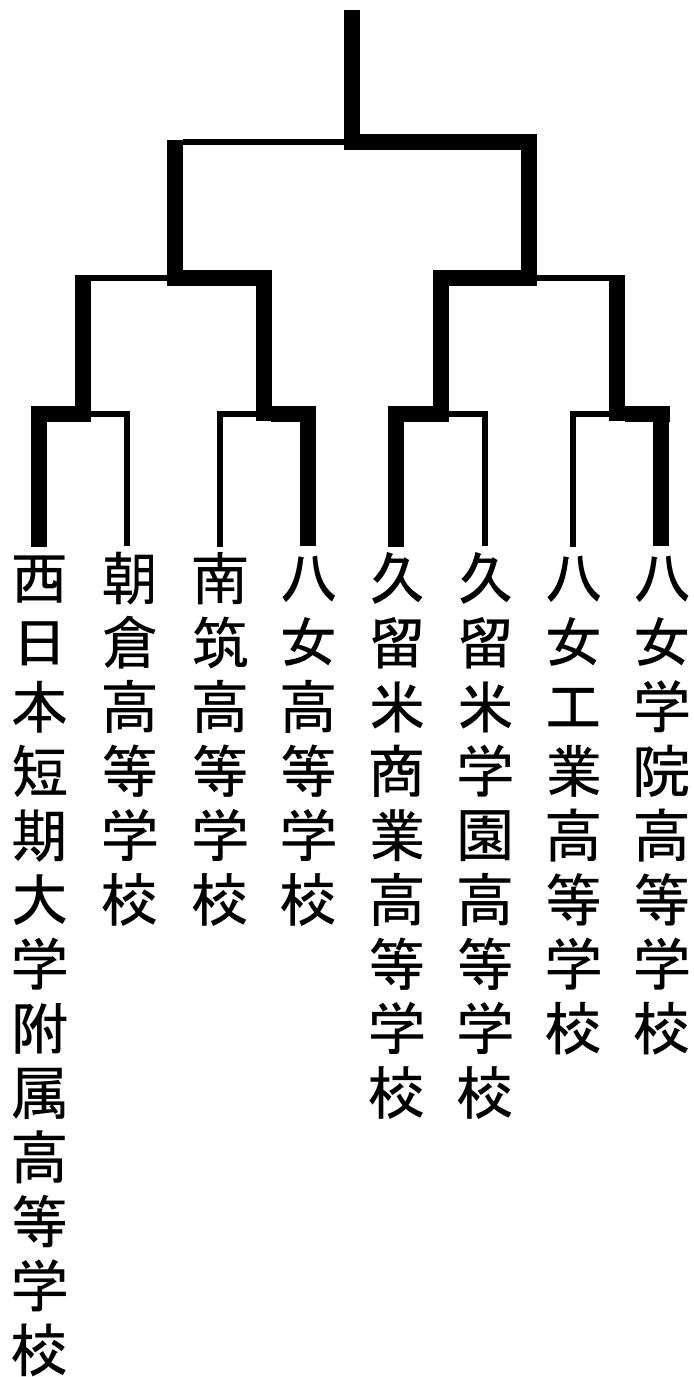 西日本短期大学附属高等学校
朝倉高等学校
南筑高等学校
八女高等学校
久留米商業高等学校
久留米学園高等学校
八女工業高等学校
八女学院高等学校